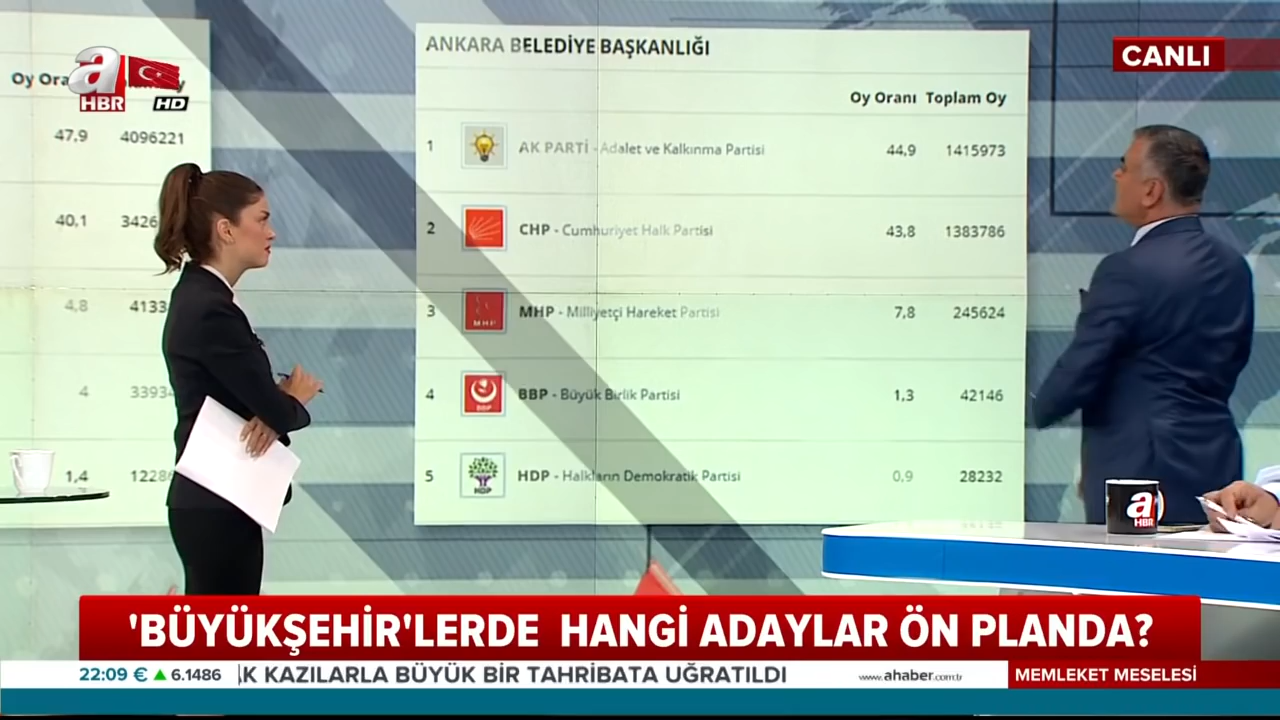 a
HBR
HD
Oy
47,9 4096221
40,1
4,8
4
1,4
ANKARA BELEDİYE BAŞKANLIĞI
Oy Oranı Toplam Oy
1 AK PARTİ - Adalet ve Kalkınma Partisi 44,9 1415973
2 CHP - Cumhuriyet Halk Partisi 43,8 1383786
3 MHP MHP - Milliyetçi Hareket Partisi 7,8 245624
4 BBP BBP - Büyük Birlik Partisi 1,3 42146
5 HDP HDP - Halkların Demokratik Partisi 0,9 28232
CANLI
a
HBR
'BÜYÜKŞEHİR'LERDE HANGİ ADAYLAR ÖN PLANDA?
22:09 € ▲ 6.1486 KAZILARLA BÜYÜK BİR TAHRİBATA UĞRATILDI www.ahaber.com.tr MEMLEKET MESELESİ